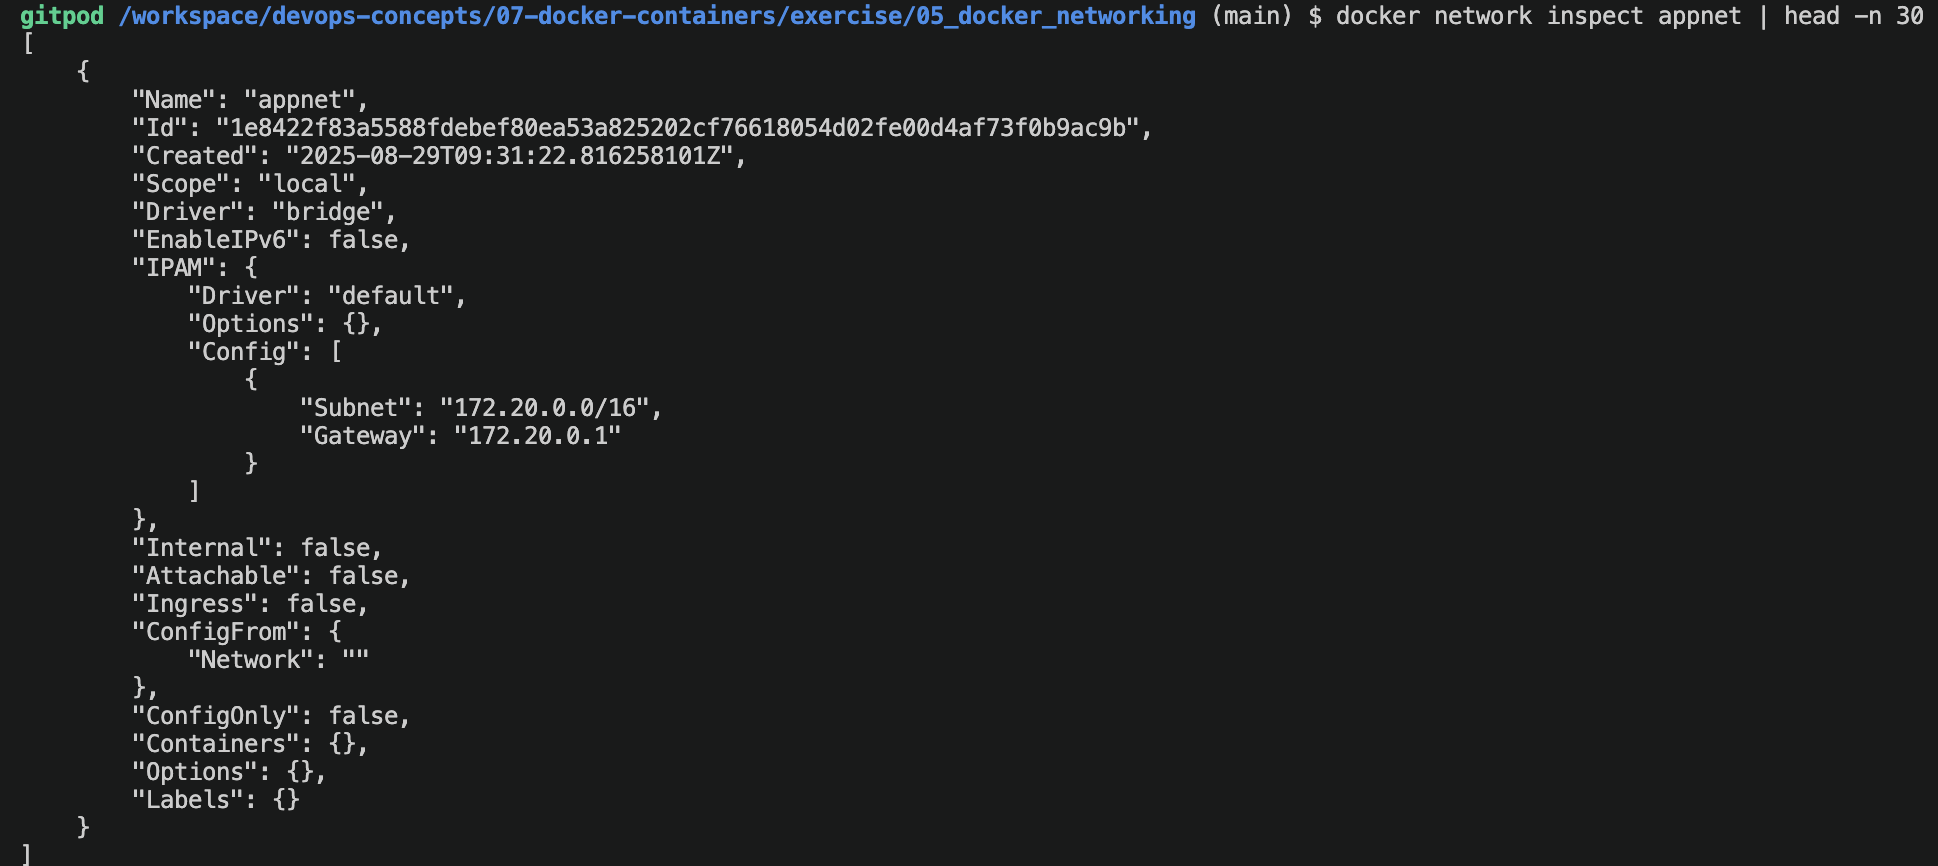 gitpod /workspace/devops-concepts/07-docker-containers/exercise/05_docker_networking (main) $ docker network inspect appnet | head -n 30
[
    {
        "Name": "appnet",
        "Id": "1e8422f83a5588fdebef80ea53a825202cf76618054d02fe00d4af73f0b9ac9b",
        "Created": "2025-08-29T09:31:22.816258101Z",
        "Scope": "local",
        "Driver": "bridge",
        "EnableIPv6": false,
        "IPAM": {
            "Driver": "default",
            "Options": {},
            "Config": [
                {
                    "Subnet": "172.20.0.0/16",
                    "Gateway": "172.20.0.1"
                }
            ]
        },
        "Internal": false,
        "Attachable": false,
        "Ingress": false,
        "ConfigFrom": {
            "Network": ""
        },
        "ConfigOnly": false,
        "Containers": {},
        "Options": {},
        "Labels": {}
    }
]